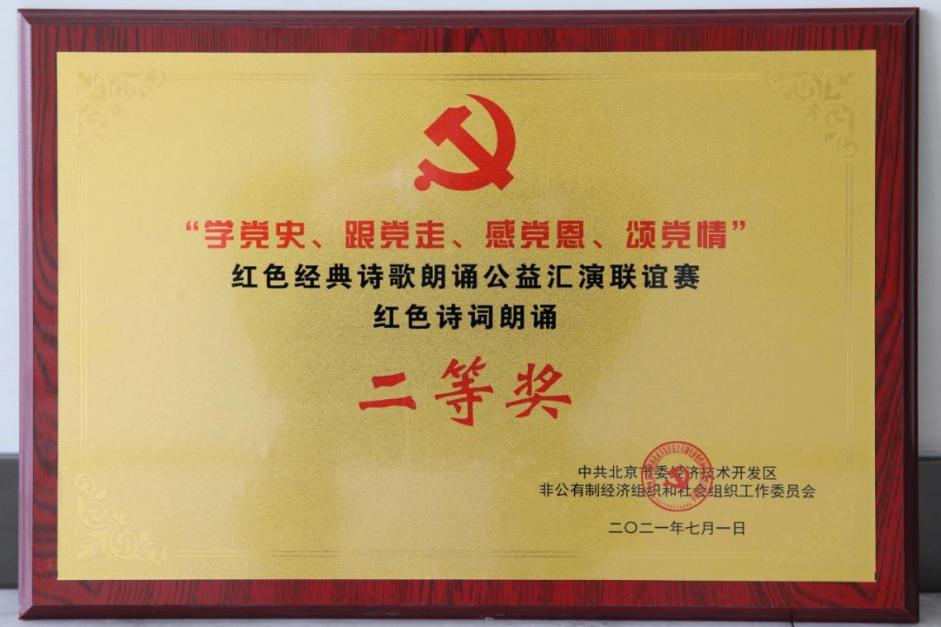 “学党史、跟党走、感党恩、颂党情”
红色经典诗歌朗诵公益汇演联谊赛
红色诗词朗诵
二等奖
中共北京市委经济技术开发区
非公有制经济组织和社会组织工作委员会
二〇二一年七月一日